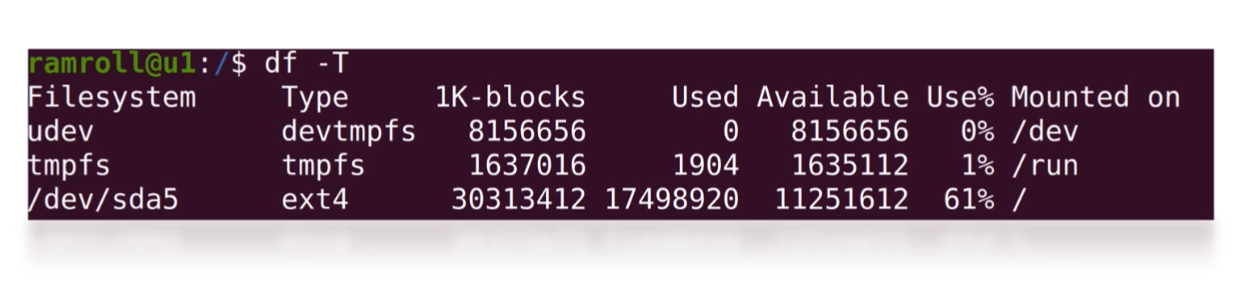 ramroll@u1:/$ df -T
Filesystem     Type     1K-blocks     Used Available Use% Mounted on
udev           devtmpfs   8156656        0   8156656   0% /dev
tmpfs          tmpfs      1637016     1904   1635112   1% /run
/dev/sda5      ext4      30313412 17498920  11251612  61% /